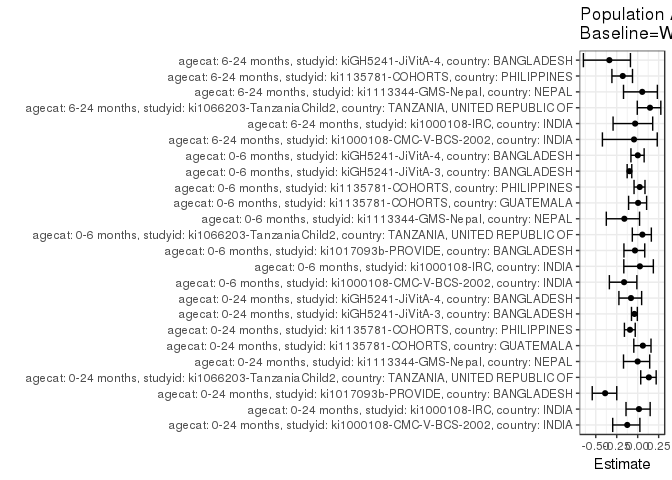 Population
Baseline=W
agecat: 6-24 months, studyid: kiGH5241-JiVitA-4, country: BANGLADESH
agecat: 6-24 months, studyid: ki1135781-COHORTS, country: PHILIPPINES
agecat: 6-24 months, studyid: ki1113344-GMS-Nepal, country: NEPAL
agecat: 6-24 months, studyid: ki1066203-TanzaniaChild2, country: TANZANIA, UNITED REPUBLIC OF
agecat: 6-24 months, studyid: ki1000108-IRC, country: INDIA
agecat: 6-24 months, studyid: ki1000108-CMC-V-BCS-2002, country: INDIA
agecat: 0-6 months, studyid: kiGH5241-JiVitA-4, country: BANGLADESH
agecat: 0-6 months, studyid: kiGH5241-JiVitA-3, country: BANGLADESH
agecat: 0-6 months, studyid: ki1135781-COHORTS, country: PHILIPPINES
agecat: 0-6 months, studyid: ki1135781-COHORTS, country: GUATEMALA
agecat: 0-6 months, studyid: ki1113344-GMS-Nepal, country: NEPAL
agecat: 0-6 months, studyid: ki1066203-TanzaniaChild2, country: TANZANIA, UNITED REPUBLIC OF
agecat: 0-6 months, studyid: ki1017093b-PROVIDE, country: BANGLADESH
agecat: 0-6 months, studyid: ki1000108-IRC, country: INDIA
agecat: 0-6 months, studyid: ki1000108-CMC-V-BCS-2002, country: INDIA
agecat: 0-24 months, studyid: kiGH5241-JiVitA-4, country: BANGLADESH
agecat: 0-24 months, studyid: kiGH5241-JiVitA-3, country: BANGLADESH
agecat: 0-24 months, studyid: ki1135781-COHORTS, country: PHILIPPINES
agecat: 0-24 months, studyid: ki1135781-COHORTS, country: GUATEMALA
agecat: 0-24 months, studyid: ki1113344-GMS-Nepal, country: NEPAL
agecat: 0-24 months, studyid: ki1066203-TanzaniaChild2, country: TANZANIA, UNITED REPUBLIC OF
agecat: 0-24 months, studyid: ki1017093b-PROVIDE, country: BANGLADESH
agecat: 0-24 months, studyid: ki1000108-IRC, country: INDIA
agecat: 0-24 months, studyid: ki1000108-CMC-V-BCS-2002, country: INDIA
-0.50 -0.25 0.00 0.25
Estimate